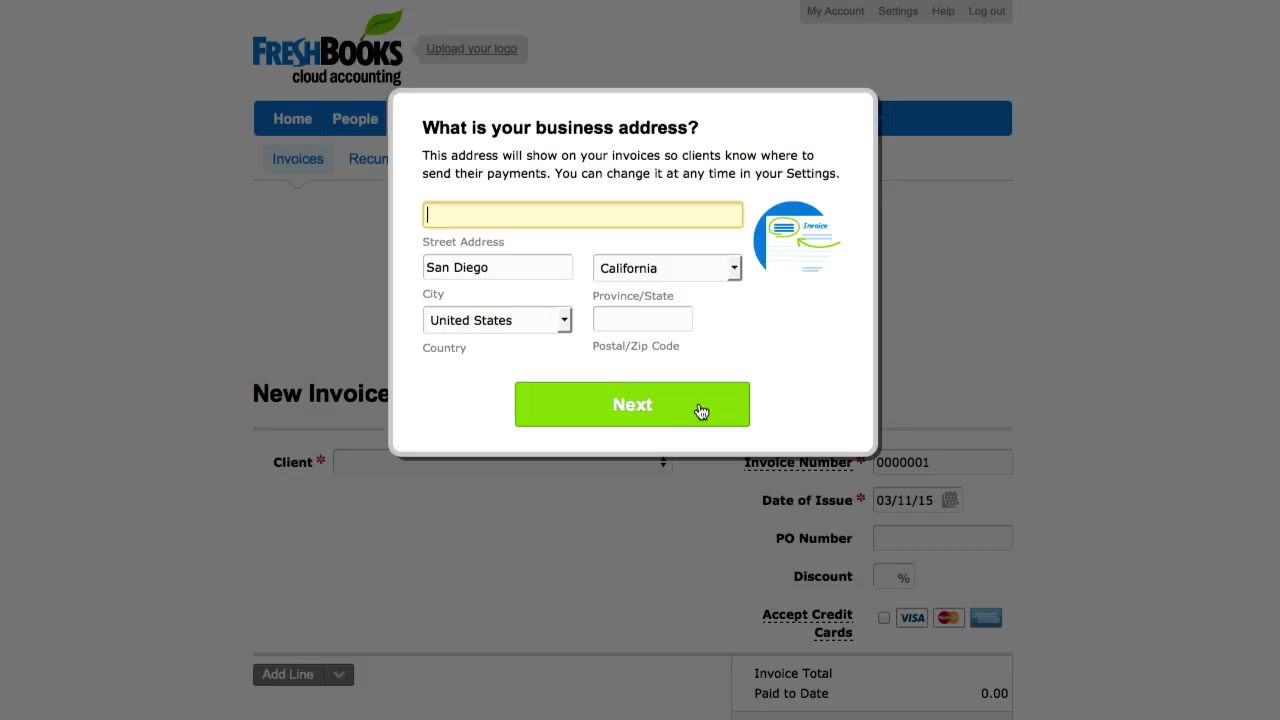 My Account Settings Help Log out
FRESHBOOKS
cloud accounting
Upload your logo
Home People
Invoices Recurr
What is your business address?
This address will show on your invoices so clients know where to
send their payments. You can change it at any time in your Settings.
Invoice
Street Address
San Diego California
City Province/State
United States
Country Postal/Zip Code
Next
New Invoice
Client * Invoice Number * 0000001
Date of Issue * 03/11/15
PO Number
Discount %
Accept Credit VISA MasterCard
Cards
Add Line Invoice Total
Paid to Date 0.00